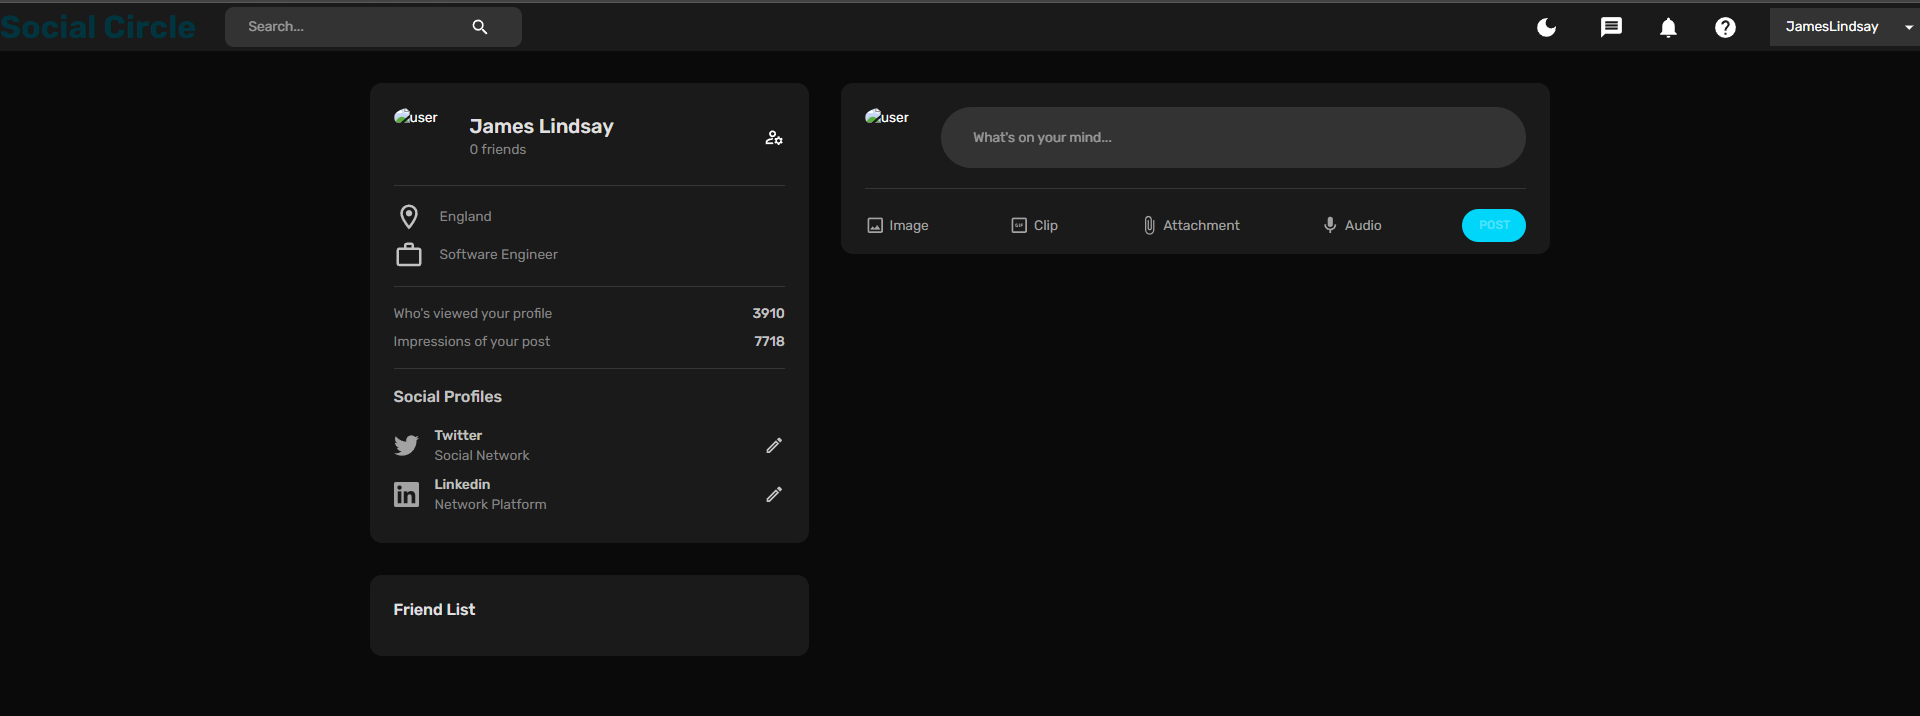 Social Circle
Search...
JamesLindsay
user
James Lindsay
0 friends
England
Software Engineer
Who's viewed your profile 3910
Impressions of your post 7718
Social Profiles
Twitter
Social Network
Linkedin
Network Platform
Friend List
user
What's on your mind...
Image Clip Attachment Audio POST